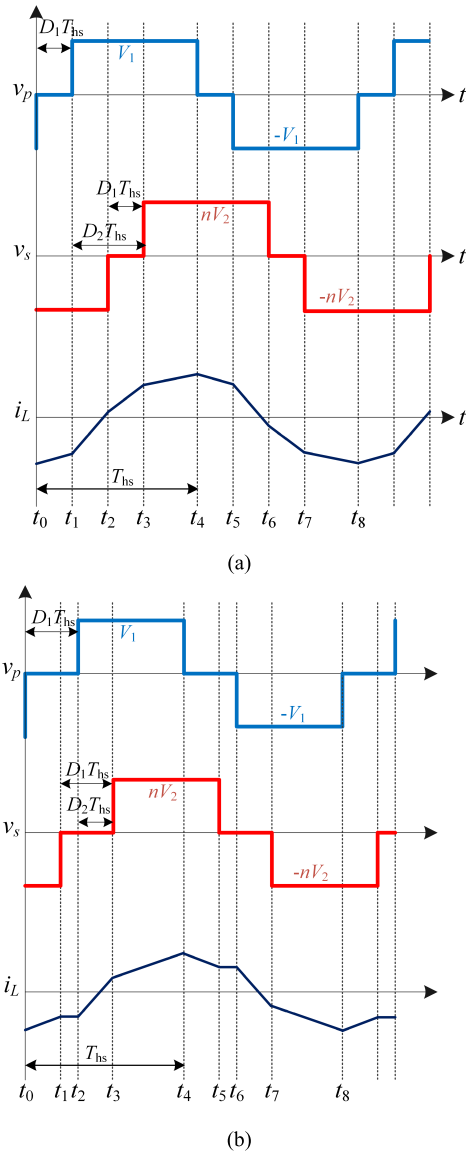 D₁Tₕₛ
V₁
vₚ
t
-V₁
D₁Tₕₛ
nV₂
D₂Tₕₛ
vₛ
t
-nV₂
i_L
t
Tₕₛ
t₀ t₁ t₂ t₃ t₄ t₅ t₆ t₇ t₈
(a)
D₁Tₕₛ
V₁
vₚ
-V₁
D₁Tₕₛ
nV₂
D₂Tₕₛ
vₛ
-nV₂
i_L
Tₕₛ
t₀ t₁ t₂ t₃ t₄ t₅ t₆ t₇ t₈
(b)